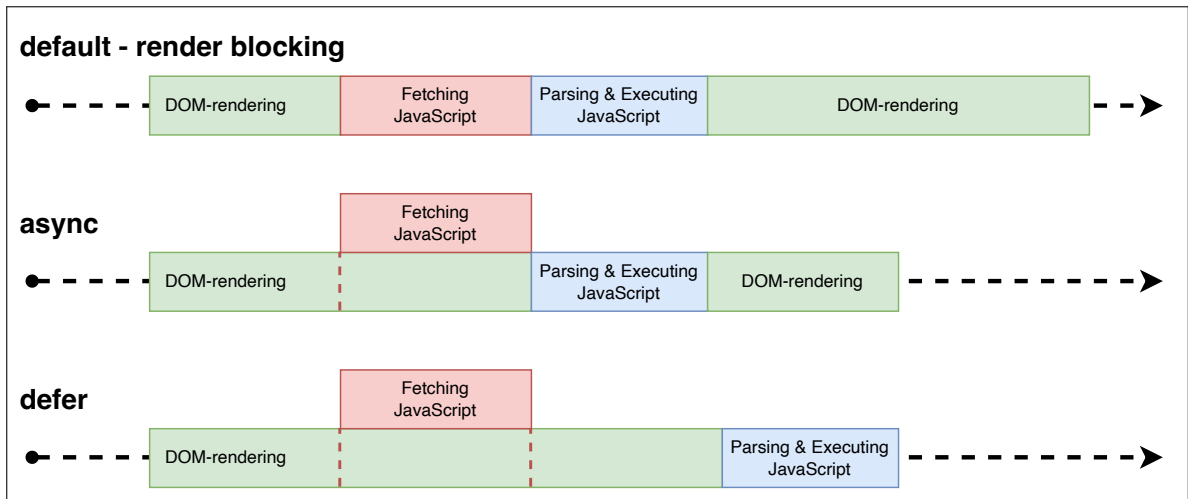 default - render blocking
DOM-rendering
Fetching
JavaScript
Parsing & Executing
JavaScript
DOM-rendering
async
Fetching
JavaScript
DOM-rendering
Parsing & Executing
JavaScript
DOM-rendering
defer
Fetching
JavaScript
DOM-rendering
Parsing & Executing
JavaScript